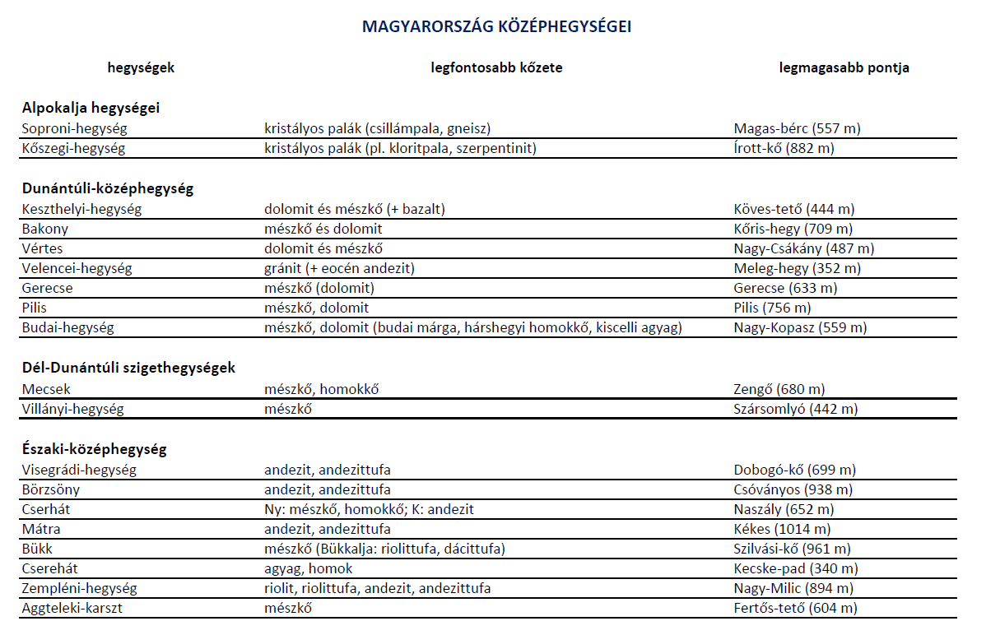 MAGYARORSZÁG KÖZÉPHEGYSÉGEI
hegységek legfontosabb kőzete legmagasabb pontja
Alpokalja hegységei
Soproni-hegység kristályos palák (csillámpala, gneisz) Magas-bérc (557 m)
Kőszegi-hegység kristályos palák (pl. kloritpala, szerpentinit) Írott-kő (882 m)
Dunántúli-középhegység
Keszthelyi-hegység dolomit és mészkő (+ bazalt) Köves-tető (444 m)
Bakony mészkő és dolomit Kőris-hegy (709 m)
Vértes dolomit és mészkő Nagy-Csákány (487 m)
Velencei-hegység gránit (+ eocén andezit) Meleg-hegy (352 m)
Gerecse mészkő (dolomit) Gerecse (633 m)
Pilis mészkő, dolomit Pilis (756 m)
Budai-hegység mészkő, dolomit (budai márga, hárshegyi homokkő, kiscelli agyag) Nagy-Kopasz (559 m)
Dél-Dunántúli szigethegységek
Mecsek mészkő, homokkő Zengő (680 m)
Villányi-hegység mészkő Szársomlyó (442 m)
Északi-középhegység
Visegrádi-hegység andezit, andezittufa Dobogó-kő (699 m)
Börzsöny andezit, andezittufa Csóványos (938 m)
Cserhát Ny: mészkő, homokkő; K: andezit Naszály (652 m)
Mátra andezit, andezittufa Kékes (1014 m)
Bükk mészkő (Bükkalja: riolittufa, dácittufa) Szilvási-kő (961 m)
Cserehát agyag, homok Kecske-pad (340 m)
Zempléni-hegység riolit, riolittufa, andezit, andezittufa Nagy-Milic (894 m)
Aggteleki-karszt mészkő Fertős-tető (604 m)